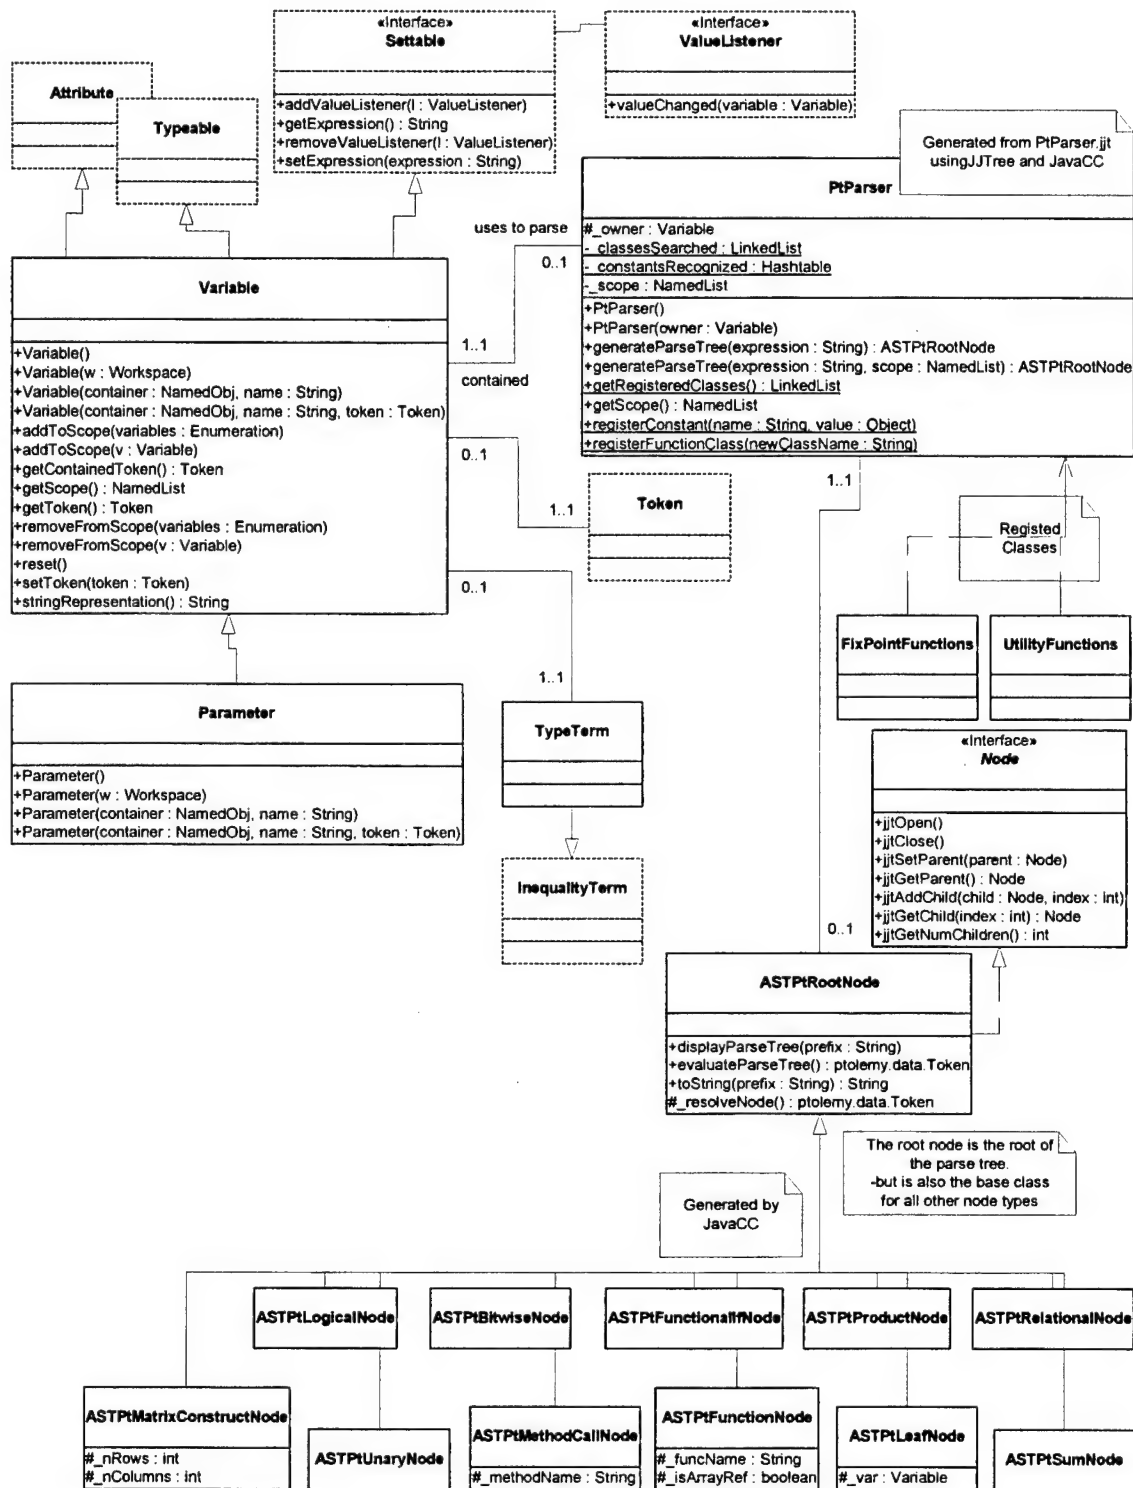 «Interface»
Settable
+addValueListener(l : ValueListener)
+getExpression() : String
+removeValueListener(l : ValueListener)
+setExpression(expression : String)
«Interface»
ValueListener
+valueChanged(variable : Variable)
Attribute
Typeable
Generated from PtParser.jjt
usingJJTree and JavaCC
PtParser
#_owner : Variable
-_classesSearched : LinkedList
-_constantsRecognized : Hashtable
-_scope : NamedList
+PtParser()
+PtParser(owner : Variable)
+generateParseTree(expression : String) : ASTPtRootNode
+generateParseTree(expression : String, scope : NamedList) : ASTPtRootNode
+getRegisteredClasses() : LinkedList
+getScope() : NamedList
+registerConstant(name : String, value : Object)
+registerFunctionClass(newClassName : String)
uses to parse
0..1
1..1
contained
Variable
+Variable()
+Variable(w : Workspace)
+Variable(container : NamedObj, name : String)
+Variable(container : NamedObj, name : String, token : Token)
+addToScope(variables : Enumeration)
+addToScope(v : Variable)
+getContainedToken() : Token
+getScope() : NamedList
+getToken() : Token
+removeFromScope(variables : Enumeration)
+removeFromScope(v : Variable)
+reset()
+setToken(token : Token)
+stringRepresentation() : String
0..1
1..1
Token
1..1
Registed
Classes
0..1
1..1
FixPointFunctions
UtilityFunctions
Parameter
+Parameter()
+Parameter(w : Workspace)
+Parameter(container : NamedObj, name : String)
+Parameter(container : NamedObj, name : String, token : Token)
TypeTerm
InequalityTerm
«Interface»
Node
+jjtOpen()
+jjtClose()
+jjtSetParent(parent : Node)
+jjtGetParent() : Node
+jjtAddChild(child : Node, index : int)
+jjtGetChild(index : int) : Node
+jjtGetNumChildren() : int
0..1
ASTPtRootNode
+displayParseTree(prefix : String)
+evaluateParseTree() : ptolemy.data.Token
+toString(prefix : String) : String
#_resolveNode() : ptolemy.data.Token
The root node is the root of
the parse tree.
-but is also the base class
for all other node types
Generated by
JavaCC
ASTPtLogicalNode
ASTPtBitwiseNode
ASTPtFunctionalIfNode
ASTPtProductNode
ASTPtRelationalNode
ASTPtMatrixConstructNode
#_nRows : int
#_nColumns : int
ASTPtUnaryNode
ASTPtMethodCallNode
#_methodName : String
ASTPtFunctionNode
#_funcName : String
#_isArrayRef : boolean
ASTPtLeafNode
#_var : Variable
ASTPtSumNode